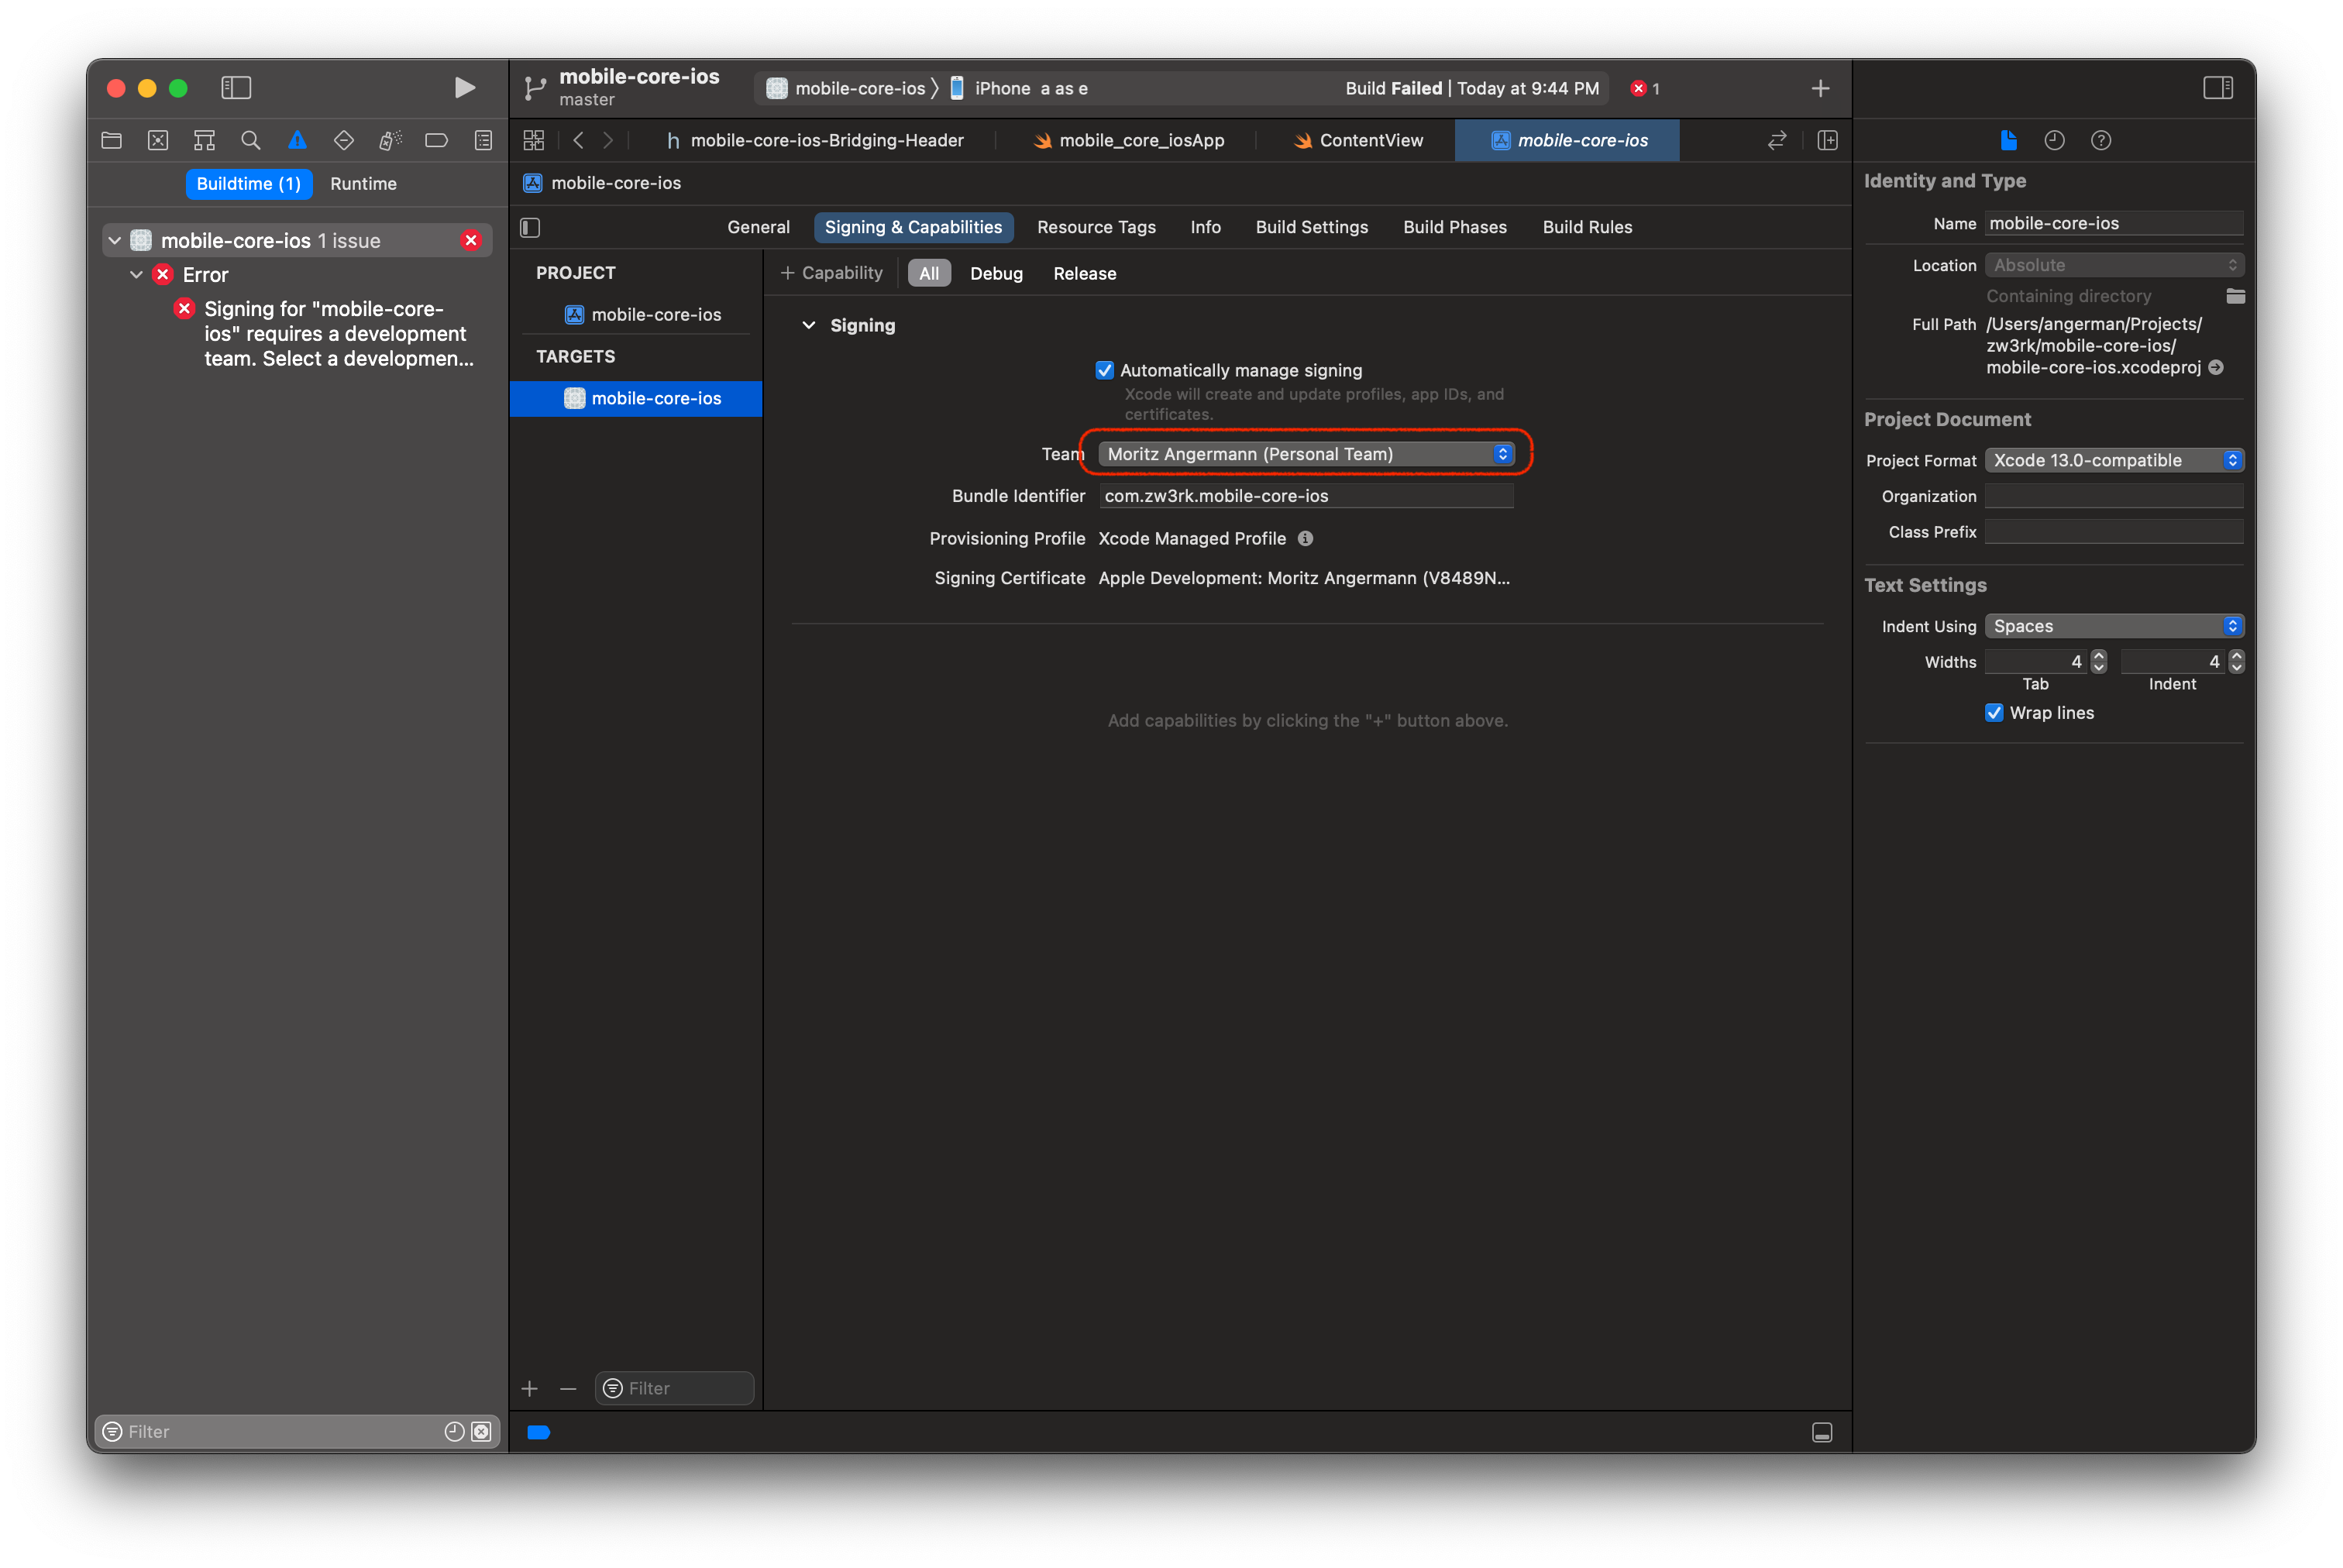 mobile-core-ios
master
mobile-core-ios
iPhone a as e
Build Failed | Today at 9:44 PM
1
h mobile-core-ios-Bridging-Header
mobile_core_iosApp
ContentView
mobile-core-ios
Buildtime (1)
Runtime
mobile-core-ios 1 issue
Error
Signing for "mobile-core-
ios" requires a development
team. Select a developmen...
Filter
mobile-core-ios
General
Signing & Capabilities
Resource Tags
Info
Build Settings
Build Phases
Build Rules
PROJECT
mobile-core-ios
TARGETS
mobile-core-ios
Filter
+ Capability
All
Debug
Release
Signing
Automatically manage signing
Xcode will create and update profiles, app IDs, and
certificates.
Team Moritz Angermann (Personal Team)
Bundle Identifier com.zw3rk.mobile-core-ios
Provisioning Profile Xcode Managed Profile
Signing Certificate Apple Development: Moritz Angermann (V8489N...
Add capabilities by clicking the "+" button above.
Identity and Type
Name mobile-core-ios
Location Absolute
Containing directory
Full Path /Users/angerman/Projects/
zw3rk/mobile-core-ios/
mobile-core-ios.xcodeproj
Project Document
Project Format Xcode 13.0-compatible
Organization
Class Prefix
Text Settings
Indent Using Spaces
Widths 4 4
Tab Indent
Wrap lines